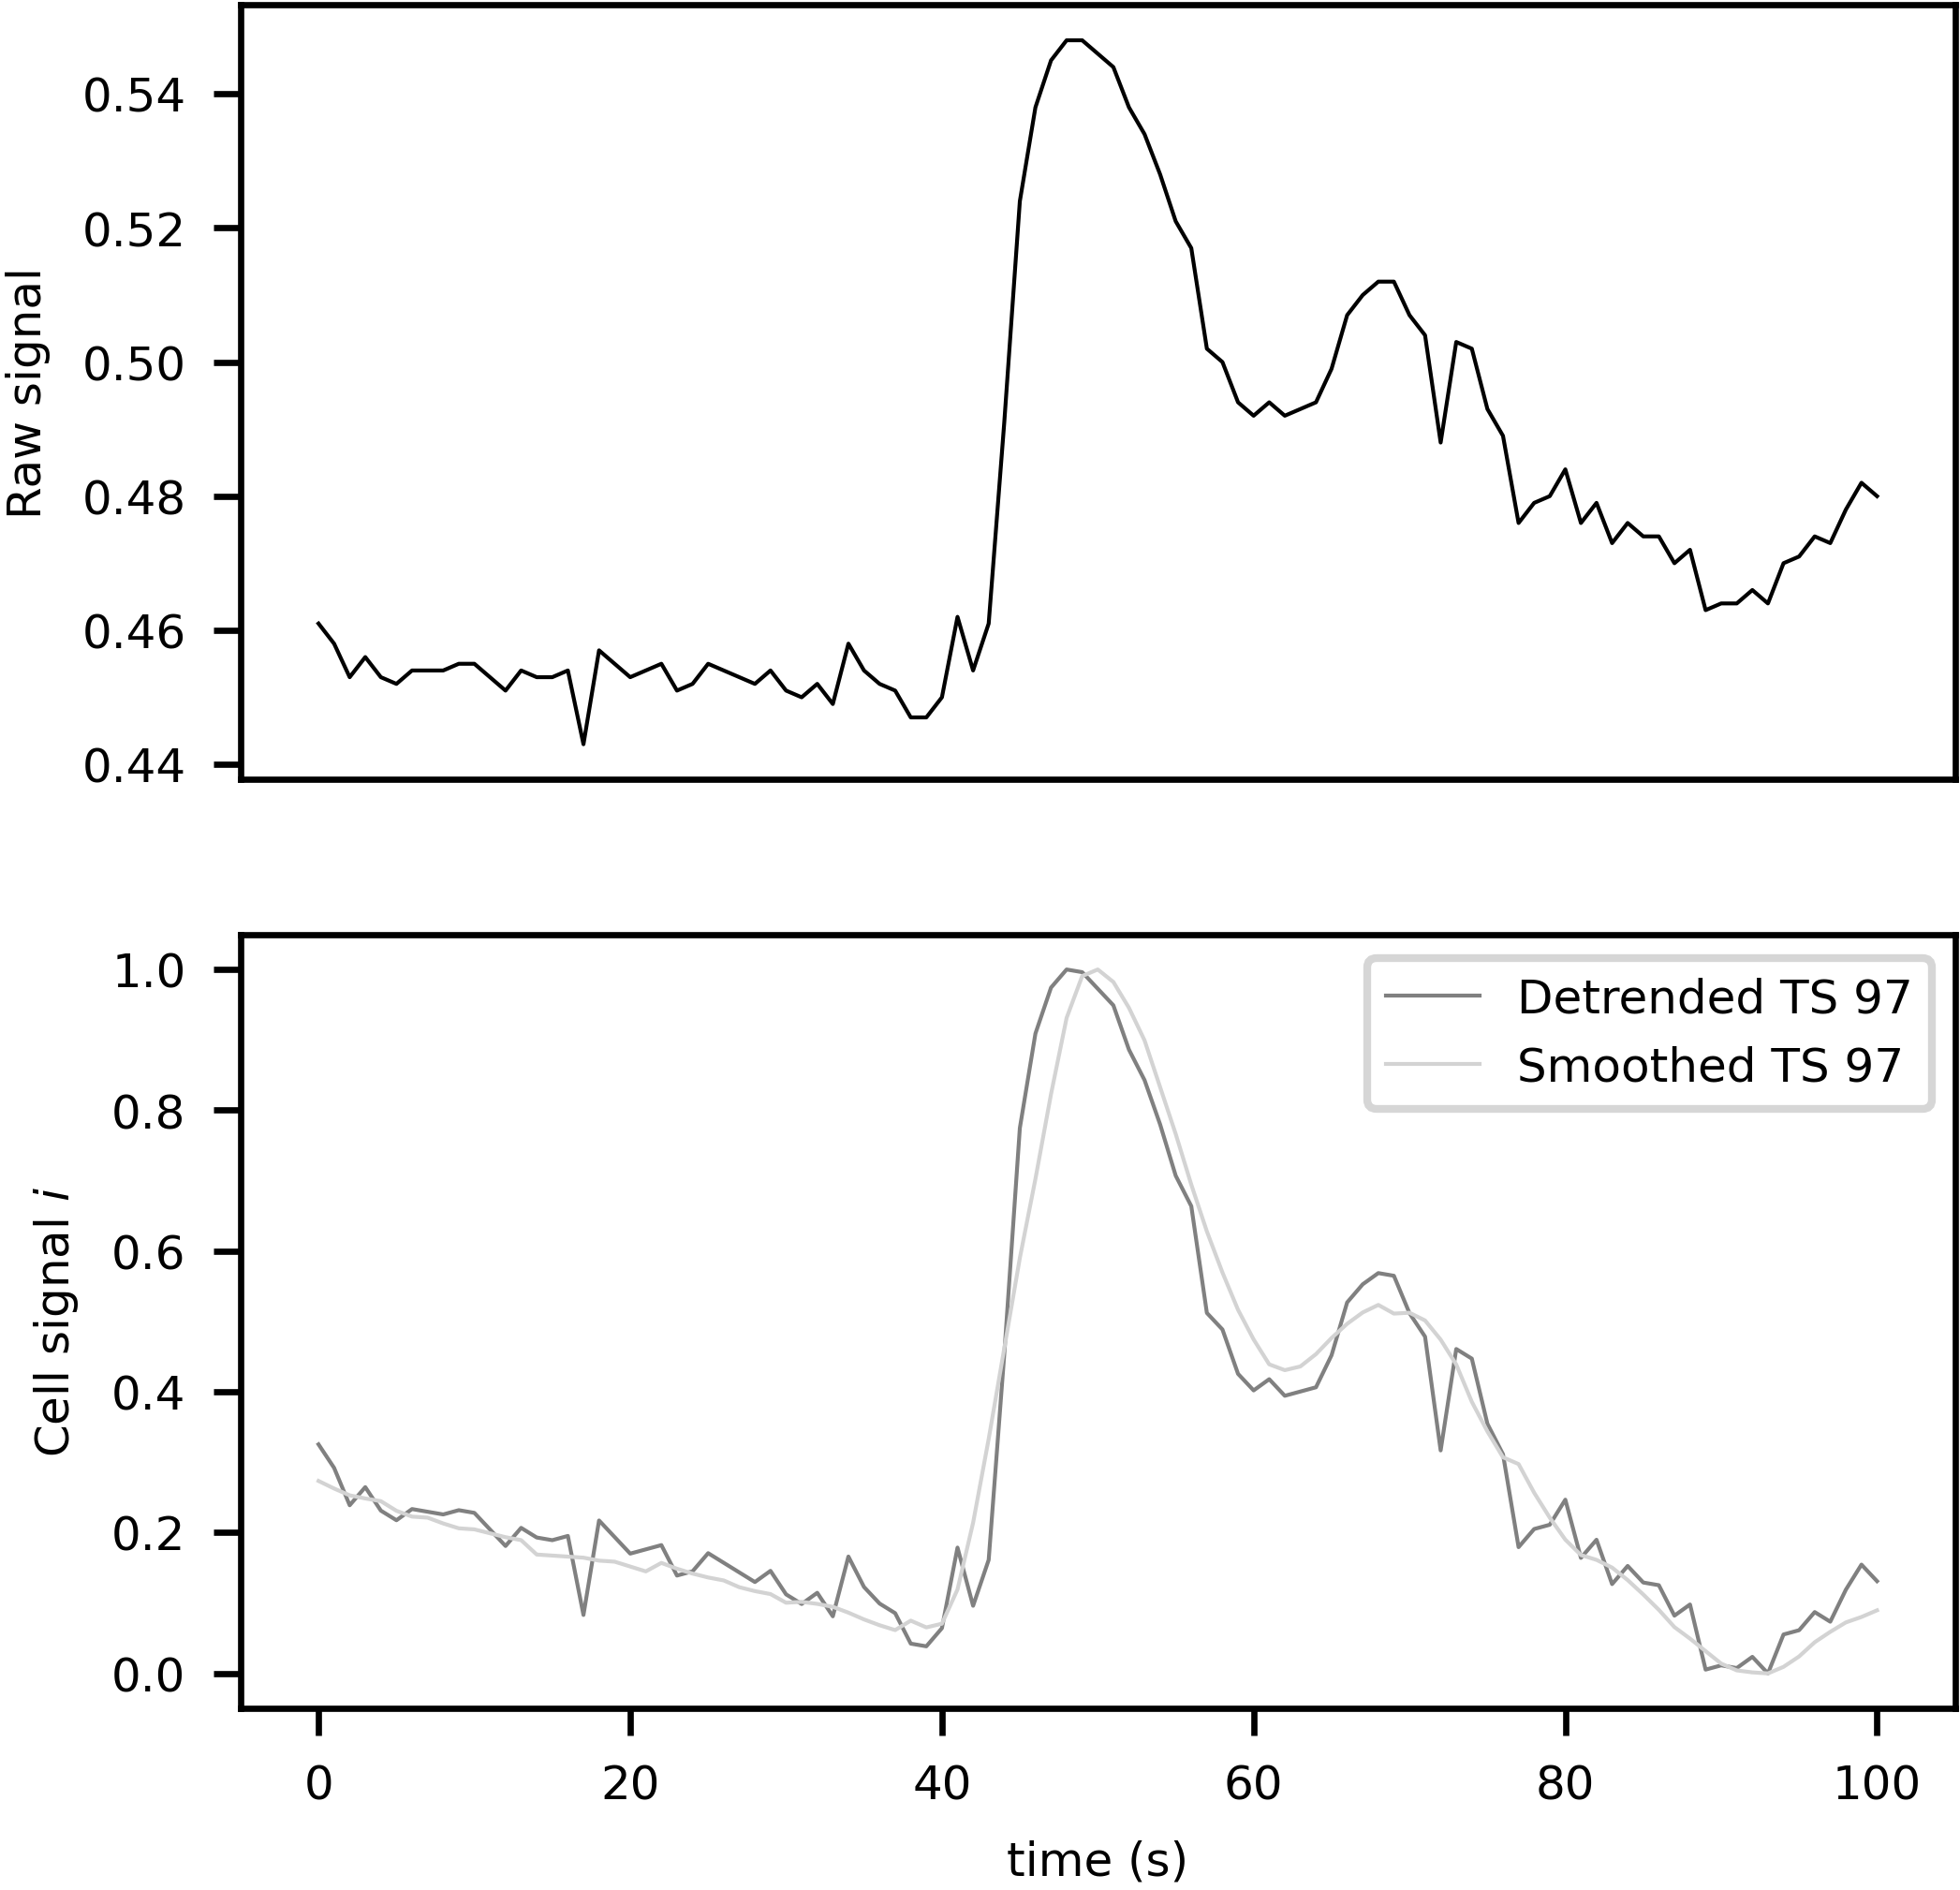 Raw signal
0.54
0.52
0.50
0.48
0.46
0.44
Cell signal i
1.0
0.8
0.6
0.4
0.2
0.0
Detrended TS 97
Smoothed TS 97
0 20 40 60 80 100
time (s)